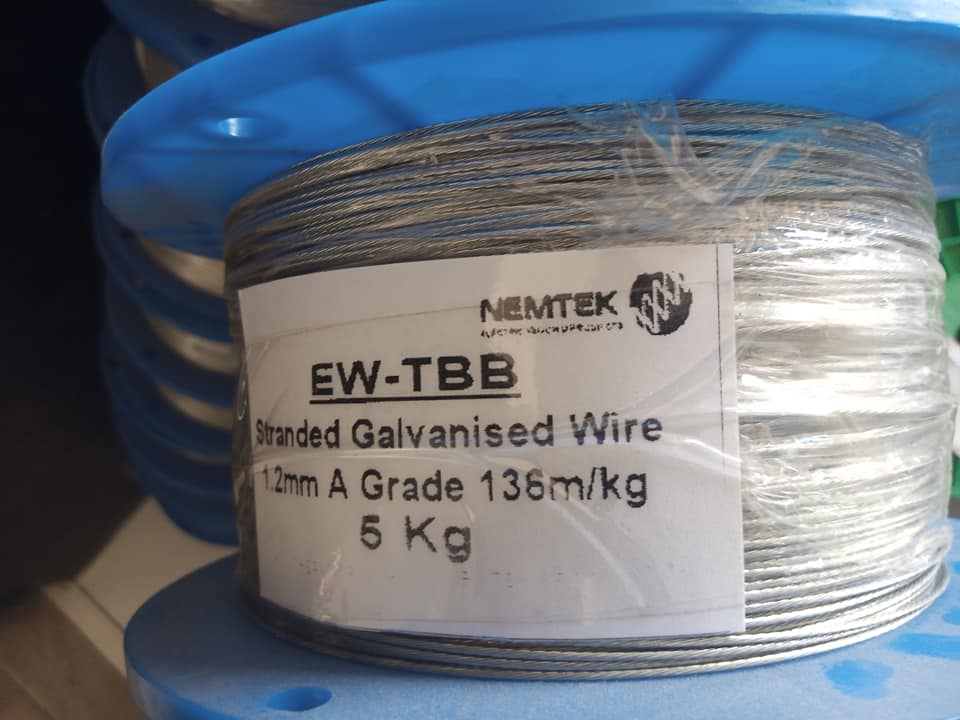 NEMTEK
EW-TBB
Stranded Galvanised Wire
1.2mm A Grade 136m/kg
5 Kg